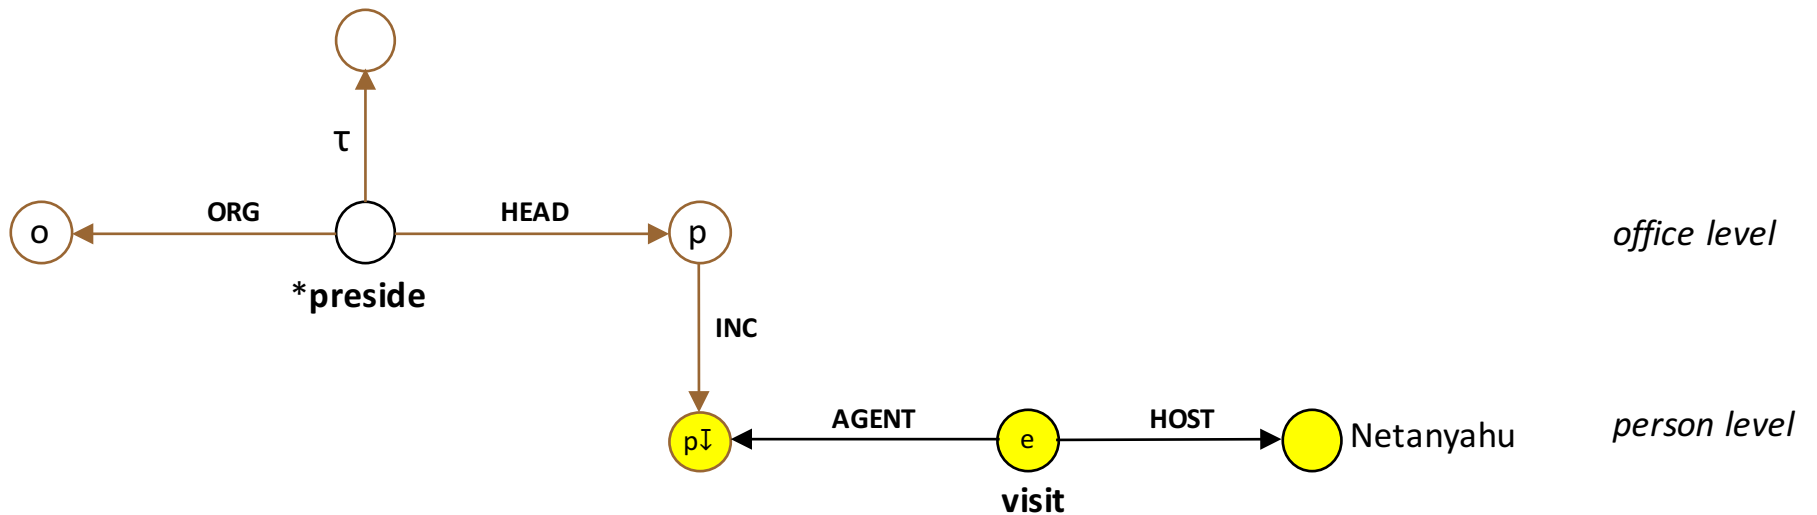 τ
ORG
HEAD
o
p
office level
*preside
INC
AGENT
HOST
p↧
e
Netanyahu
person level
visit